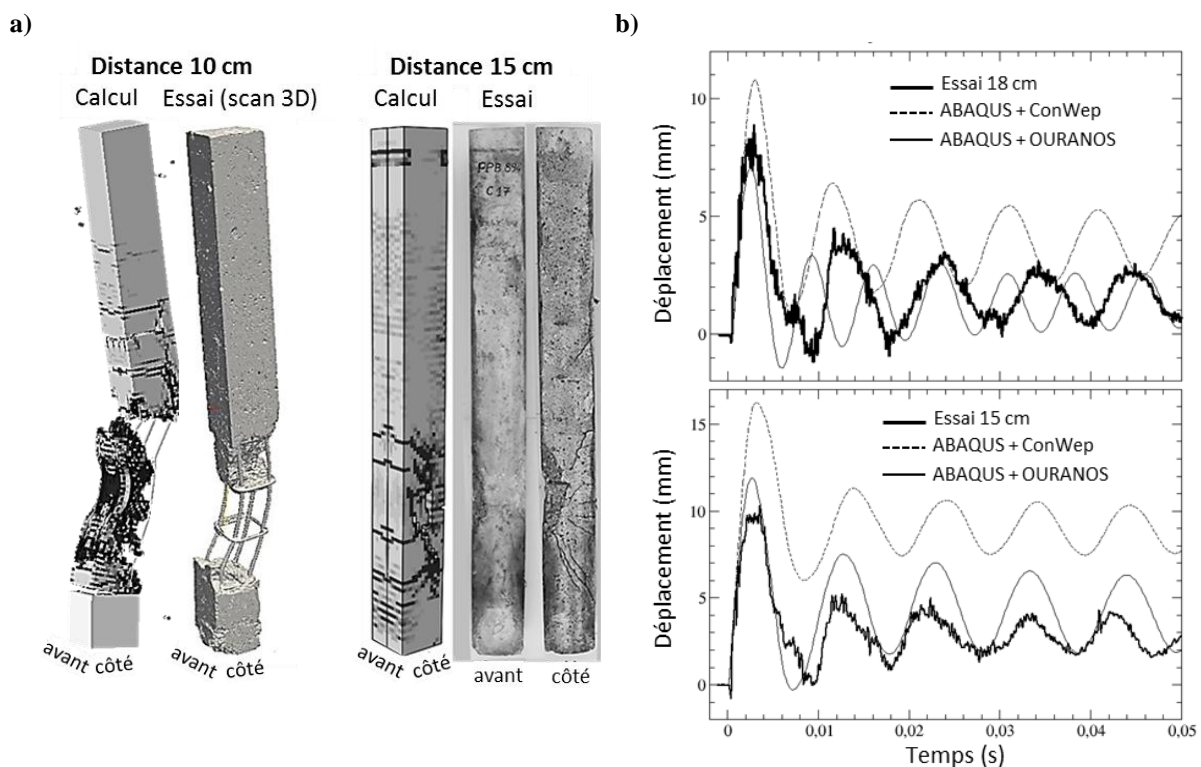 a)
Distance 10 cm
Calcul Essai (scan 3D)
avant côté avant côté
Distance 15 cm
Calcul Essai
PPB 894
C 17
avant côté avant côté
b)
Essai 18 cm
ABAQUS + ConWep
ABAQUS + OURANOS
Déplacement (mm)
10
5
0
Essai 15 cm
ABAQUS + ConWep
ABAQUS + OURANOS
Déplacement (mm)
15
10
5
0
0 0,01 0,02 0,03 0,04 0,05
Temps (s)